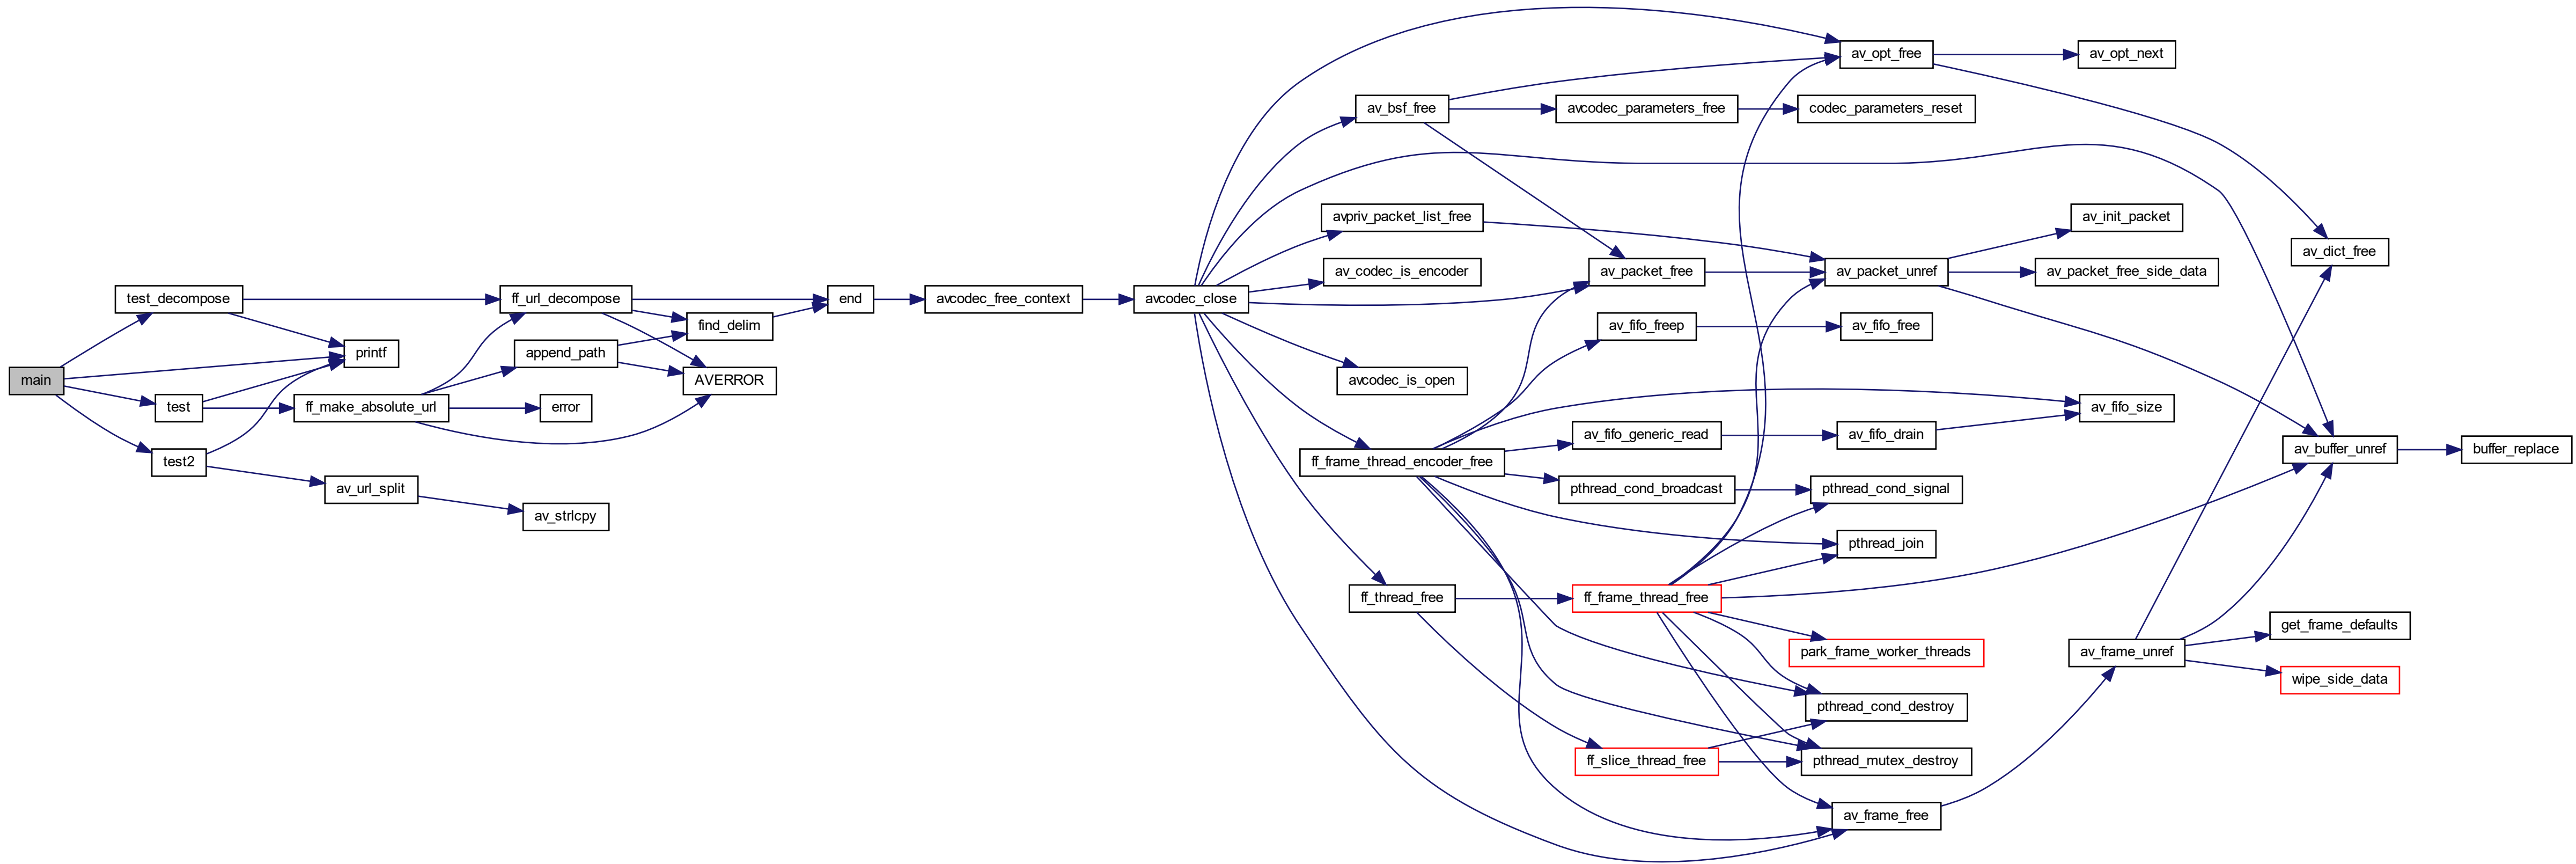 main
test_decompose
printf
test
test2
ff_url_decompose
append_path
ff_make_absolute_url
error
av_url_split
av_strlcpy
find_delim
AVERROR
end
avcodec_free_context
avcodec_close
av_bsf_free
avpriv_packet_list_free
av_codec_is_encoder
avcodec_is_open
ff_frame_thread_encoder_free
ff_thread_free
avcodec_parameters_free
av_packet_free
av_fifo_freep
av_fifo_generic_read
pthread_cond_broadcast
ff_frame_thread_free
ff_slice_thread_free
av_opt_free
codec_parameters_reset
av_packet_unref
av_fifo_free
av_fifo_drain
pthread_cond_signal
pthread_join
park_frame_worker_threads
pthread_cond_destroy
pthread_mutex_destroy
av_frame_free
av_opt_next
av_init_packet
av_packet_free_side_data
av_fifo_size
av_frame_unref
av_dict_free
av_buffer_unref
get_frame_defaults
wipe_side_data
buffer_replace